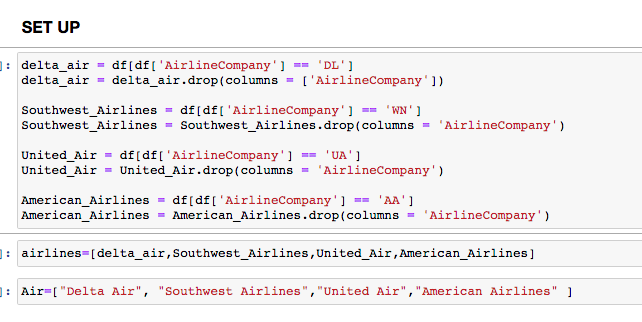 SET UP
]: delta_air = df[df['AirlineCompany'] == 'DL']
delta_air = delta_air.drop(columns = ['AirlineCompany'])
Southwest_Airlines = df[df['AirlineCompany'] == 'WN']
Southwest_Airlines = Southwest_Airlines.drop(columns = 'AirlineCompany')
United_Air = df[df['AirlineCompany'] == 'UA']
United_Air = United_Air.drop(columns = 'AirlineCompany')
American_Airlines = df[df['AirlineCompany'] == 'AA']
American_Airlines = American_Airlines.drop(columns = 'AirlineCompany')
]: airlines=[delta_air,Southwest_Airlines,United_Air,American_Airlines]
]: Air=["Delta Air", "Southwest Airlines","United Air","American Airlines" ]